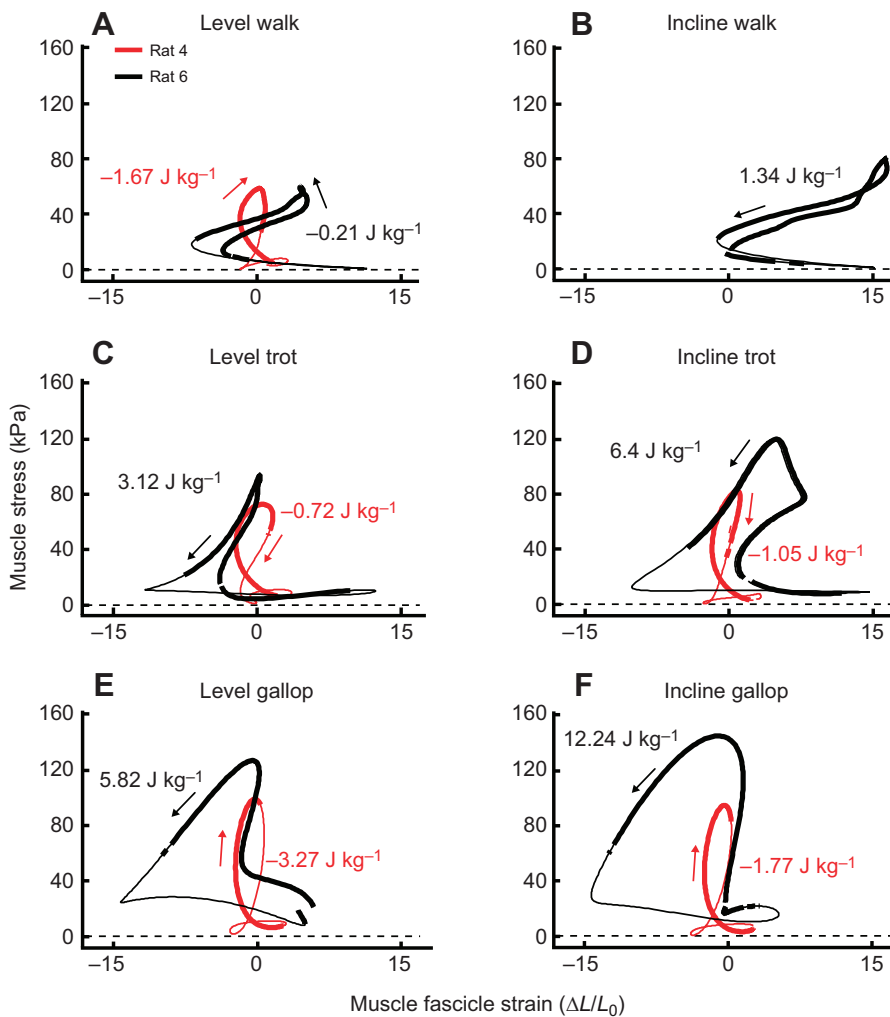 A Level walk
B Incline walk
Rat 4
Rat 6
160
120
80
40
0
–1.67 J kg–1
–0.21 J kg–1
–15 0 15
160
120
80
40
0
1.34 J kg–1
–15 0 15
C Level trot
D Incline trot
160
120
80
40
0
3.12 J kg–1
–0.72 J kg–1
–15 0 15
160
120
80
40
0
6.4 J kg–1
–1.05 J kg–1
–15 0 15
Muscle stress (kPa)
E Level gallop
F Incline gallop
160
120
80
40
0
5.82 J kg–1
–3.27 J kg–1
–15 0 15
160
120
80
40
0
12.24 J kg–1
–1.77 J kg–1
–15 0 15
Muscle fascicle strain (ΔL/L0)